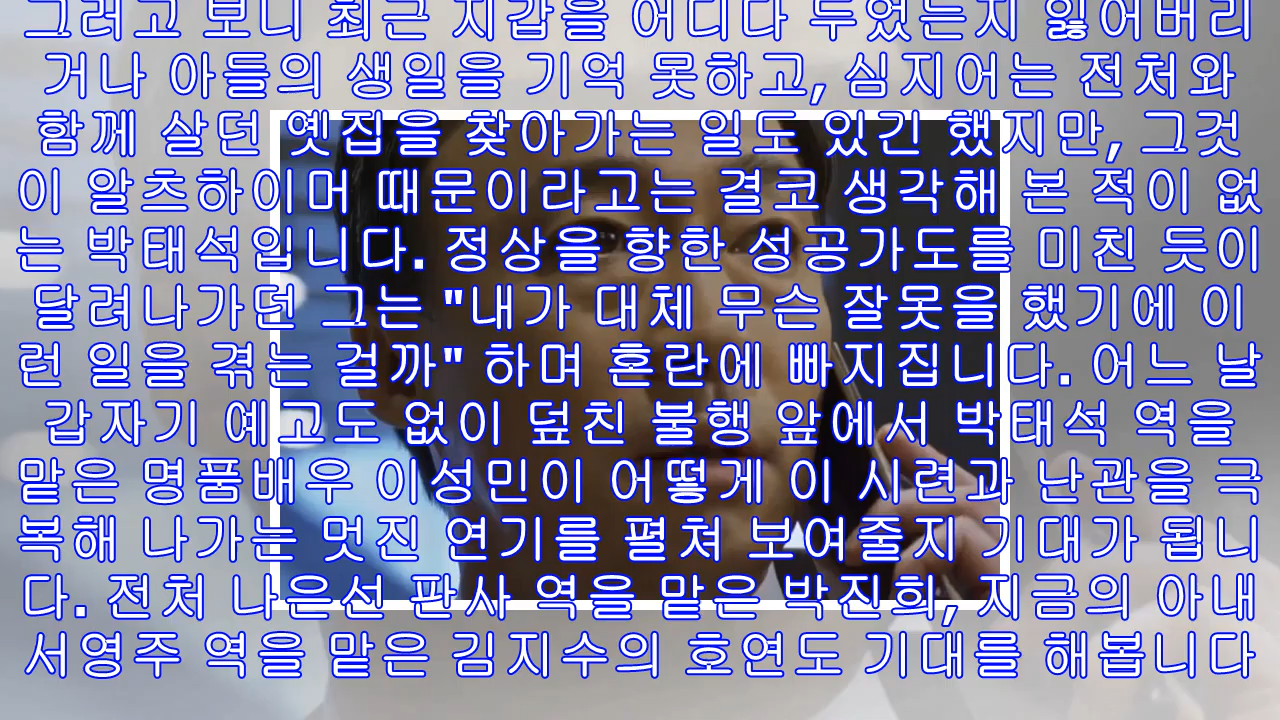 그러고 보니 최근 지갑을 어디다 두었는지 잃어버리
거나 아들의 생일을 기억 못하고, 심지어는 전처와
함께 살던 옛집을 찾아가는 일도 있긴 했지만, 그것
이 알츠하이머 때문이라고는 결코 생각해 본 적이 없
는 박태석입니다. 정상을 향한 성공가도를 미친 듯이
달려나가던 그는 "내가 대체 무슨 잘못을 했기에 이
런 일을 겪는 걸까" 하며 혼란에 빠지집니다. 어느 날
갑자기 예고도 없이 덮친 불행 앞에서 박태석 역을
맡은 명품배우 이성민이 어떻게 이 시련과 난관을 극
복해 나가는 멋진 연기를 펼쳐 보여줄지 기대가 됩니
다. 전처 나은선 판사 역을 맡은 박진희, 지금의 아내
서영주 역을 맡은 김지수의 호연도 기대를 해봅니다